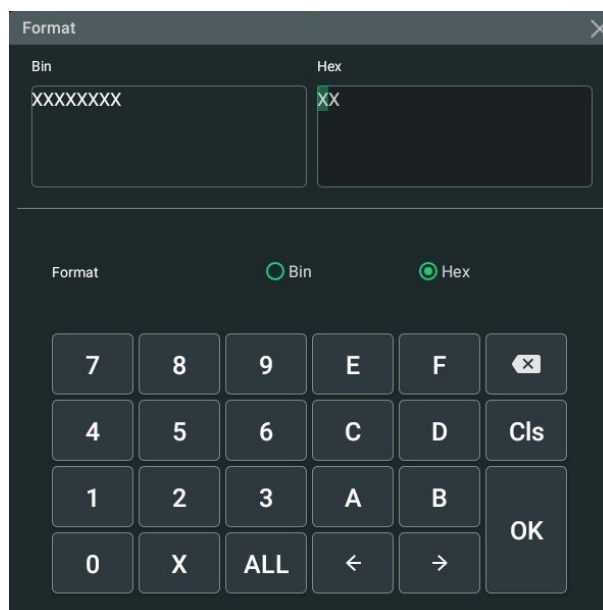 Format
Bin Hex
XXXXXXXX XX
Format Bin Hex
7 8 9 E F
4 5 6 C D Cls
1 2 3 A B
OK
0 X ALL ← →